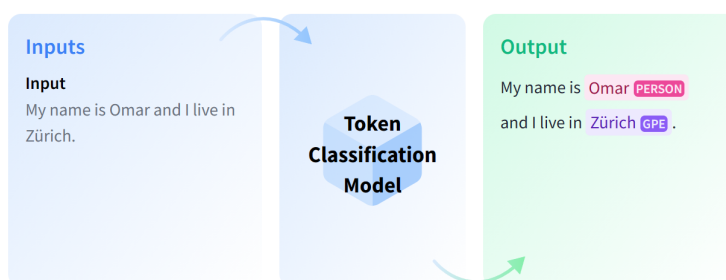 Inputs
Input
My name is Omar and I live in
Zürich.
Token
Classification
Model
Output
My name is Omar PERSON
and I live in Zürich GPE .